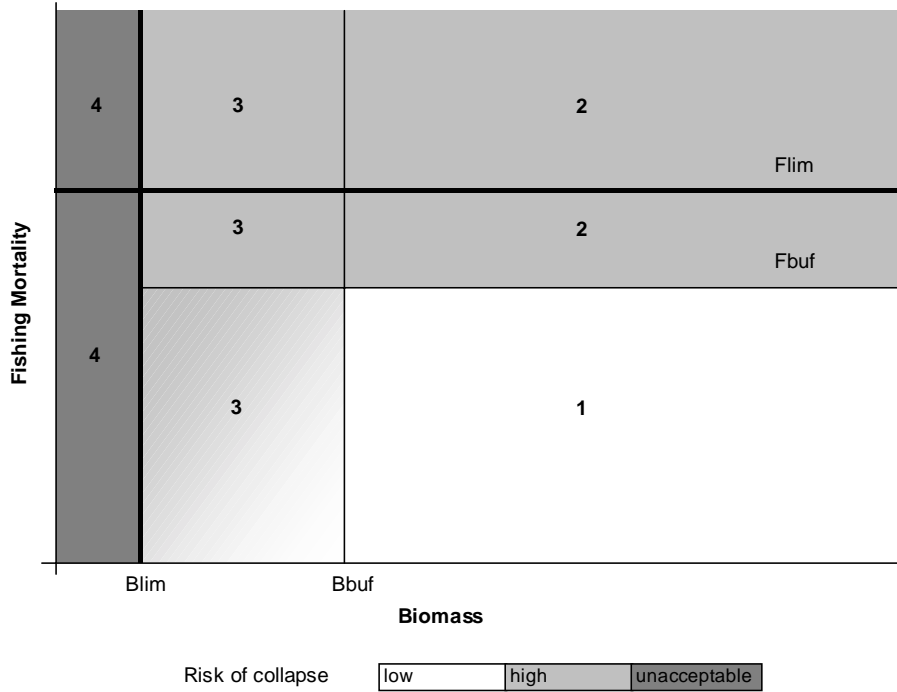 4 3 2
Flim
3 2
Fbuf
Fishing Mortality
4
3 1
Blim Bbuf
Biomass
Risk of collapse low high unacceptable